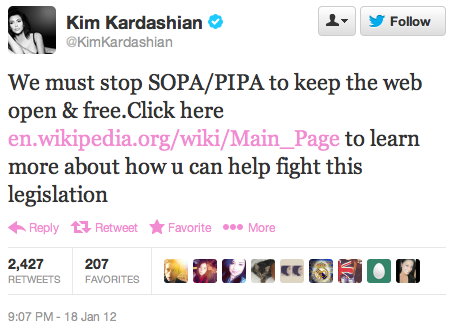 Kim Kardashian
@KimKardashian
Follow
We must stop SOPA/PIPA to keep the web
open & free.Click here
en.wikipedia.org/wiki/Main_Page to learn
more about how u can help fight this
legislation
Reply Retweet Favorite More
2,427 207
RETWEETS FAVORITES
9:07 PM - 18 Jan 12